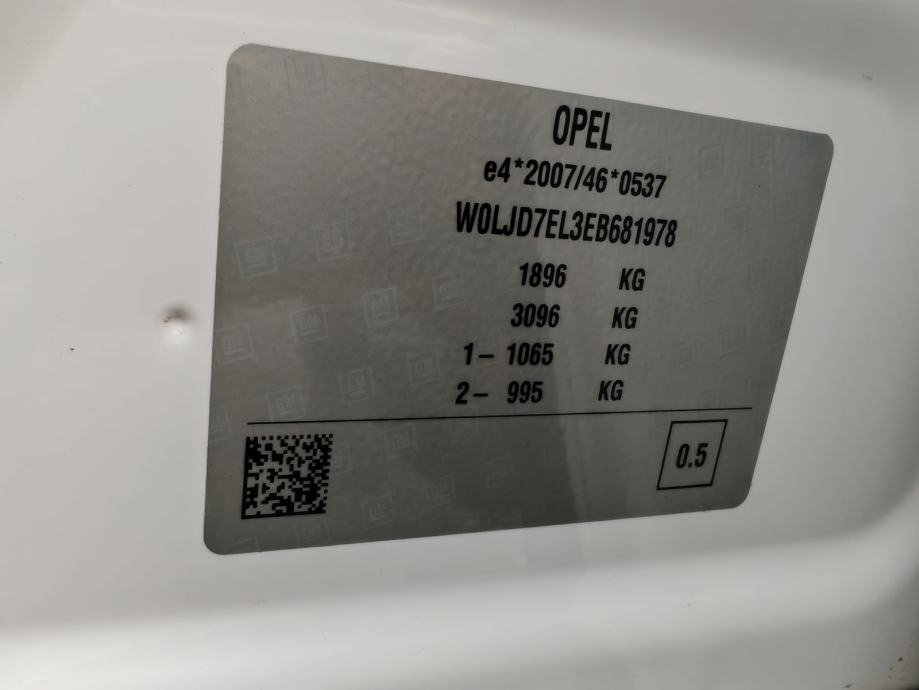 OPEL
e4*2007/46*0537
W0LJD7EL3EB681978
1896 KG
3096 KG
1– 1065 KG
2– 995 KG
0.5